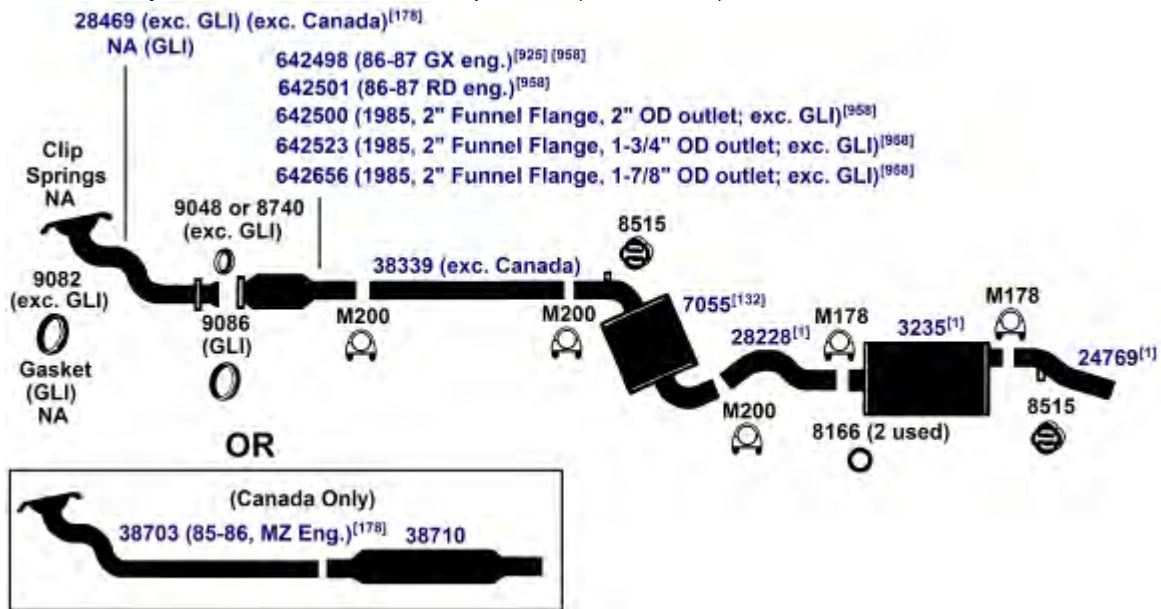 28469 (exc. GLI) (exc. Canada)[178]
NA (GLI)
642498 (86-87 GX eng.)[925] [958]
642501 (86-87 RD eng.)[958]
642500 (1985, 2" Funnel Flange, 2" OD outlet; exc. GLI)[958]
642523 (1985, 2" Funnel Flange, 1-3/4" OD outlet; exc. GLI)[958]
642656 (1985, 2" Funnel Flange, 1-7/8" OD outlet; exc. GLI)[958]
Clip
Springs
NA
9048 or 8740
(exc. GLI)
8515
38339 (exc. Canada)
9082
(exc. GLI)
9086
(GLI)
M200
M200
7055[132]
28228[1]
M178
3235[1]
M178
24769[1]
Gasket
(GLI)
NA
M200
8166 (2 used)
8515
OR
(Canada Only)
38703 (85-86, MZ Eng.)[178]
38710